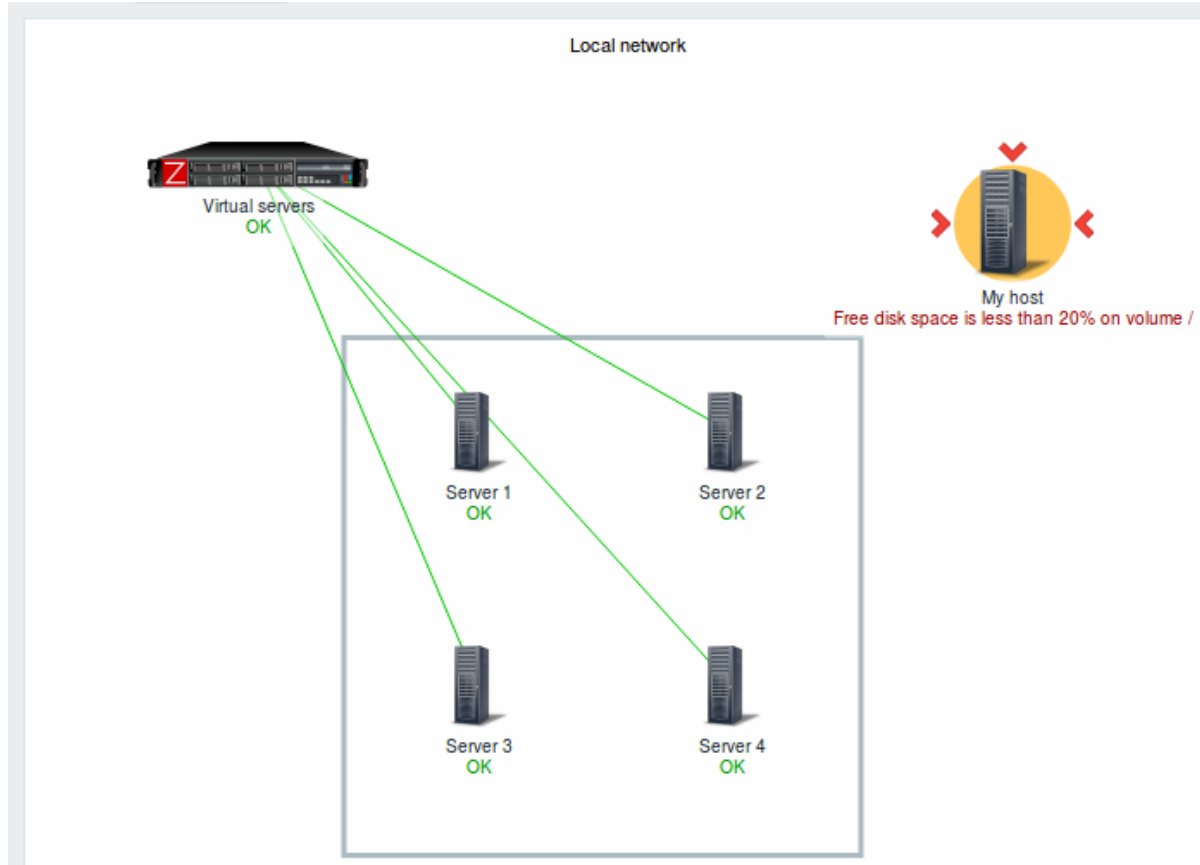 Local network
Z
Virtual servers
OK
My host
Free disk space is less than 20% on volume /
Server 1
OK
Server 2
OK
Server 3
OK
Server 4
OK